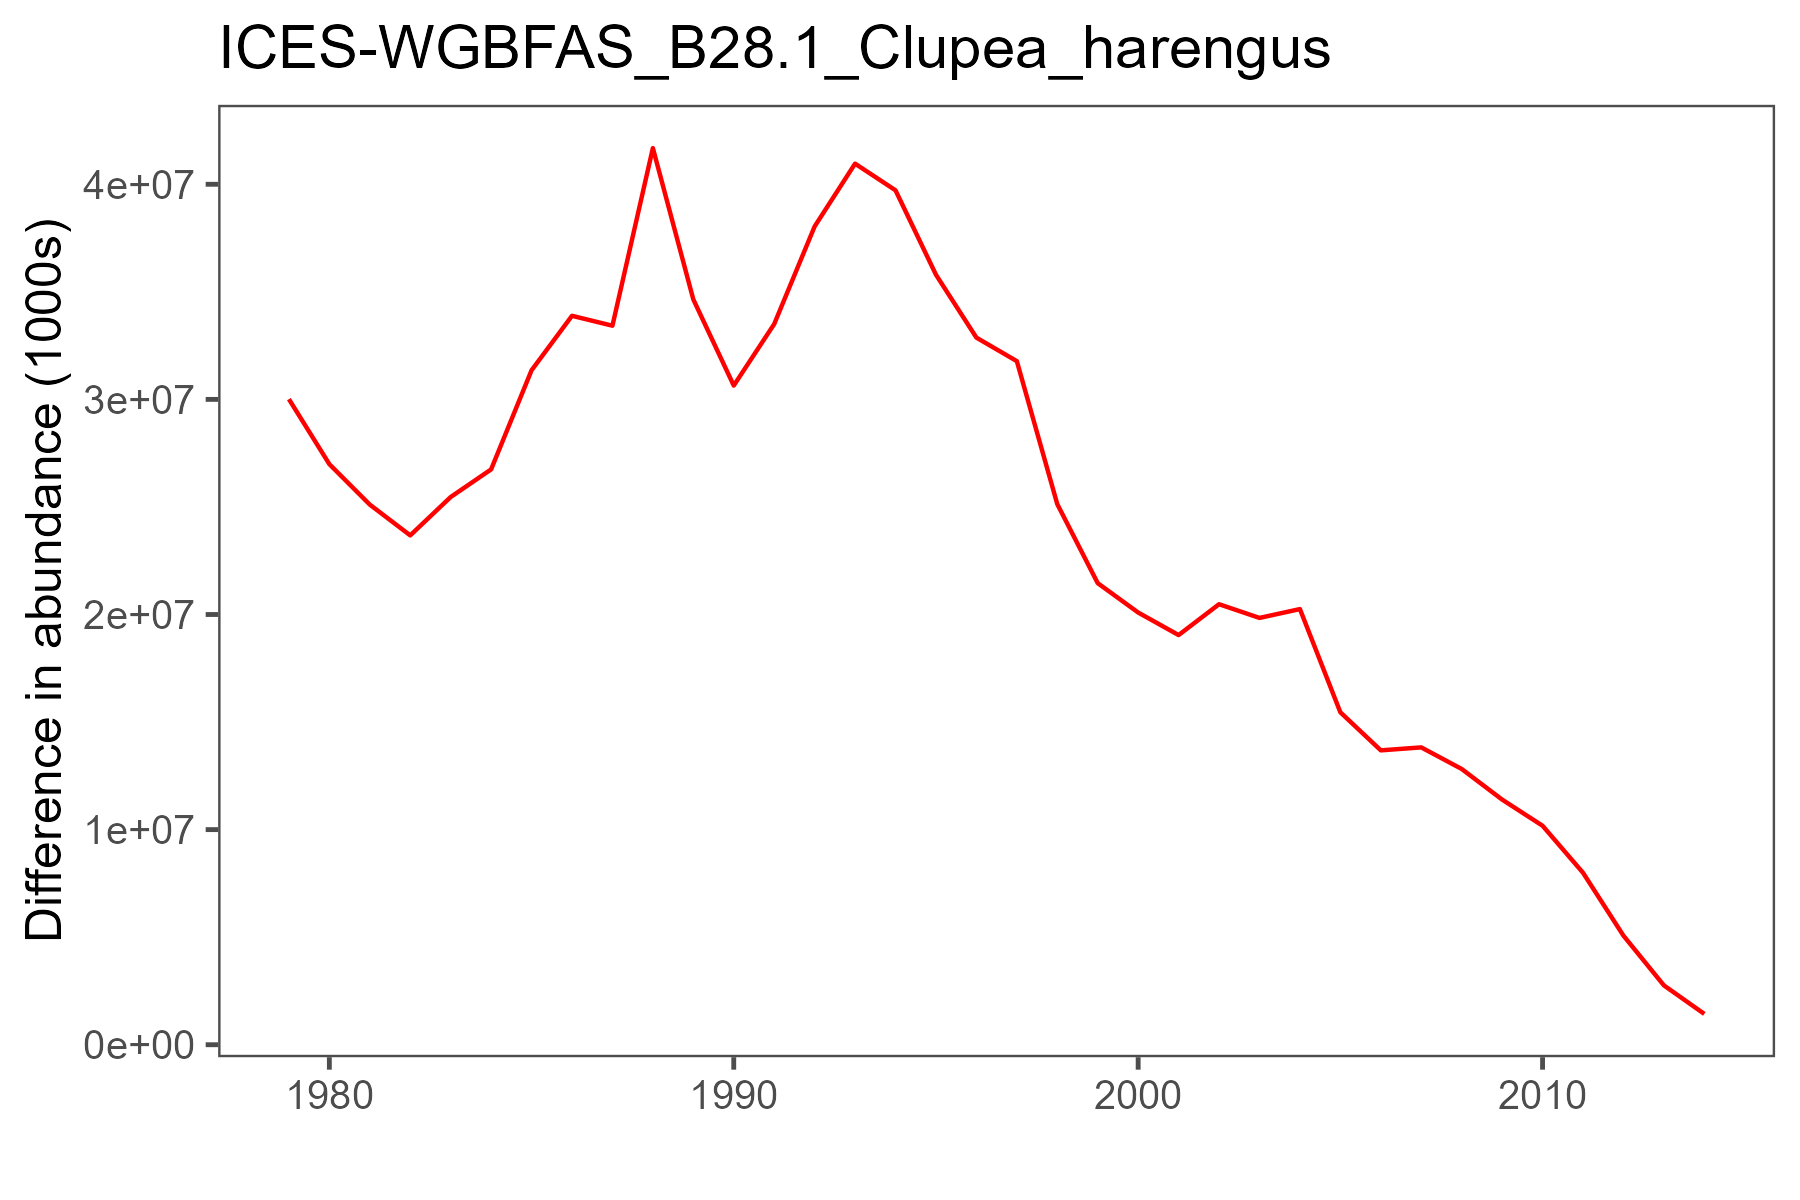 ICES-WGBFAS_B28.1_Clupea_harengus
Difference in abundance (1000s)
4e+07
3e+07
2e+07
1e+07
0e+00
1980
1990
2000
2010